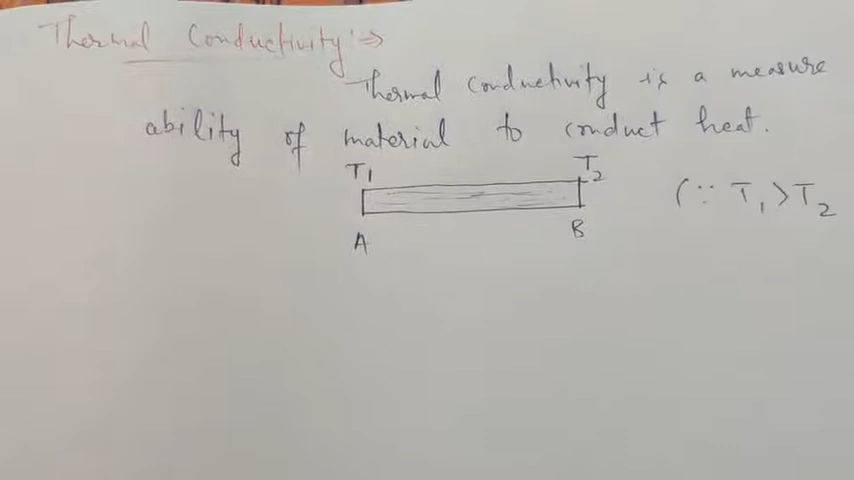 Thermal Conductivity :⇒
Thermal conductivity is a measure
ability of material to conduct heat.
T₁ T₂
(∵ T₁ > T₂
A B